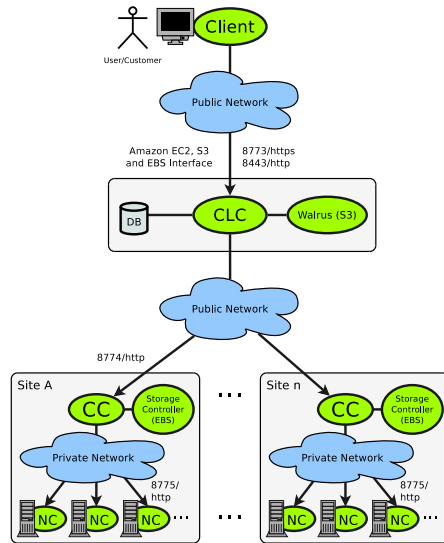 Client
User/Customer
Public Network
Amazon EC2, S3
and EBS Interface
8773/https
8443/http
DB
CLC
Walrus (S3)
Public Network
8774/http
Site A
CC
Storage
Controller
(EBS)
Private Network
8775/
http
NC
NC
NC
...
...
...
Site n
CC
Storage
Controller
(EBS)
Private Network
8775/
http
NC
NC
NC
...